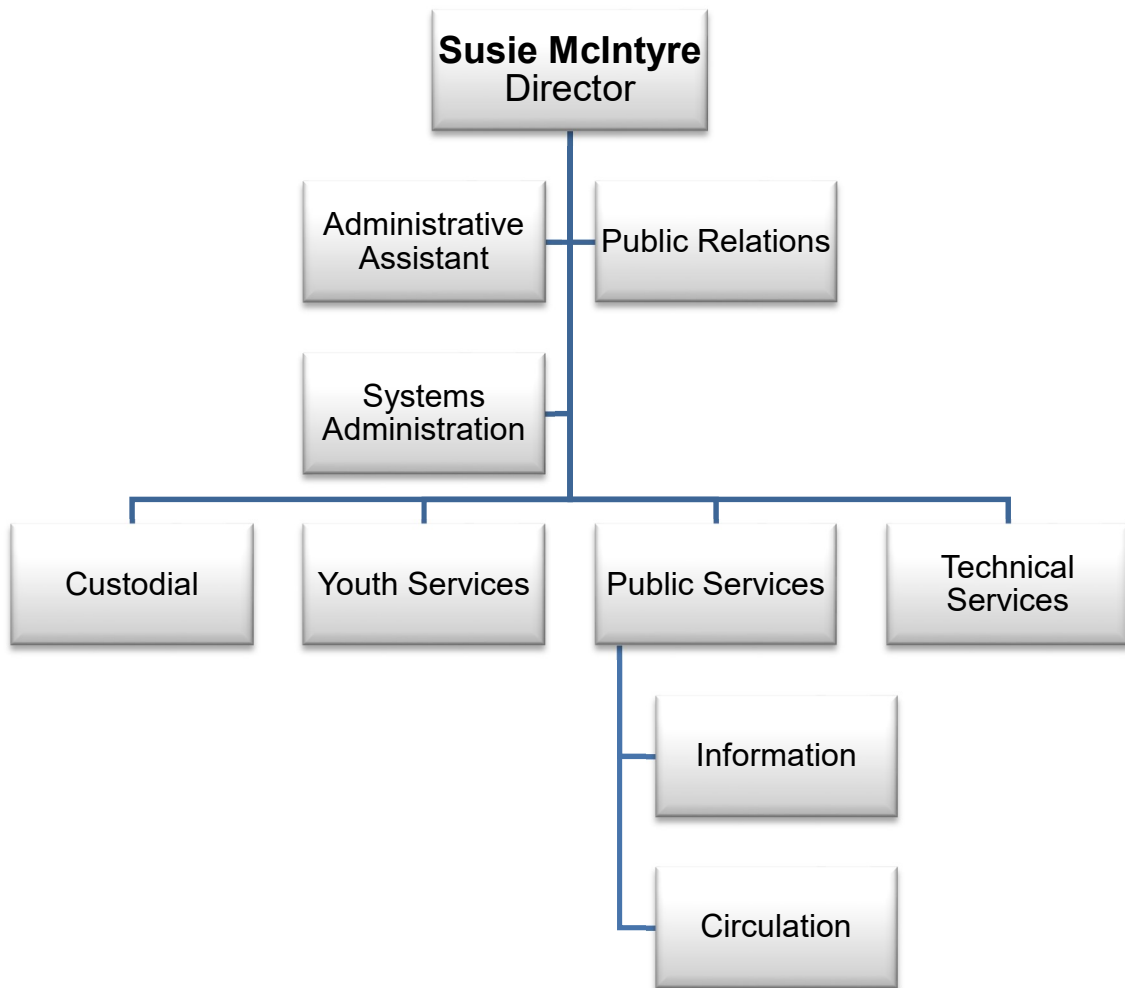 Susie McIntyre
Director
Administrative
Assistant
Public Relations
Systems
Administration
Custodial
Youth Services
Public Services
Technical
Services
Information
Circulation